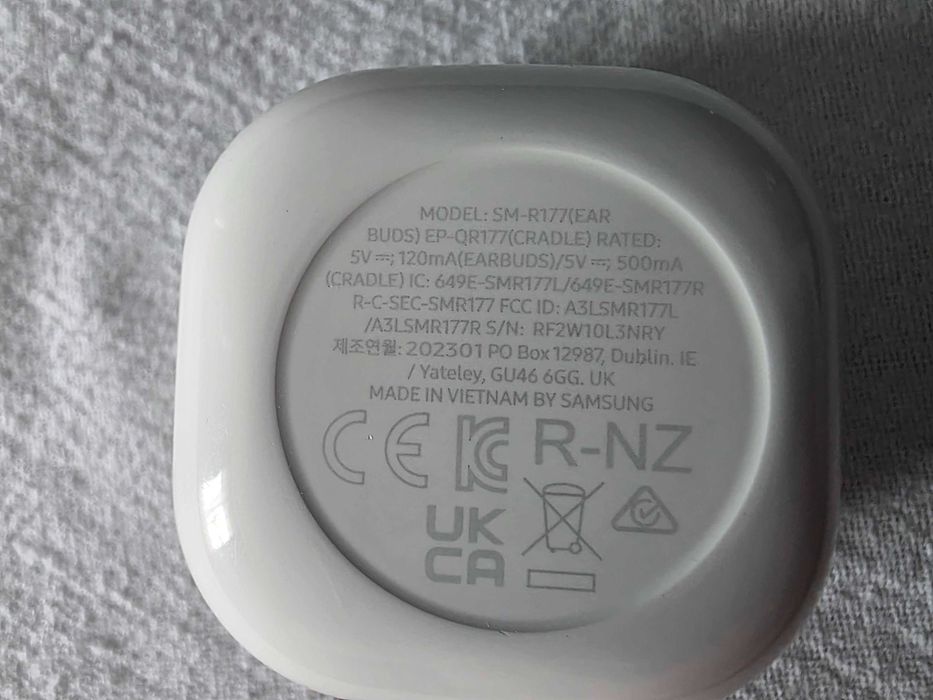 MODEL: SM-R177(EAR
BUDS) EP-QR177(CRADLE) RATED:
5V ⎓; 120mA(EARBUDS)/5V ⎓; 500mA
(CRADLE) IC: 649E-SMR177L/649E-SMR177R
R-C-SEC-SMR177 FCC ID: A3LSMR177L
/A3LSMR177R S/N: RF2W10L3NRY
제조연월: 202301 PO Box 12987, Dublin. IE
/ Yateley, GU46 6GG. UK
MADE IN VIETNAM BY SAMSUNG
CE KC R-NZ
UK
CA